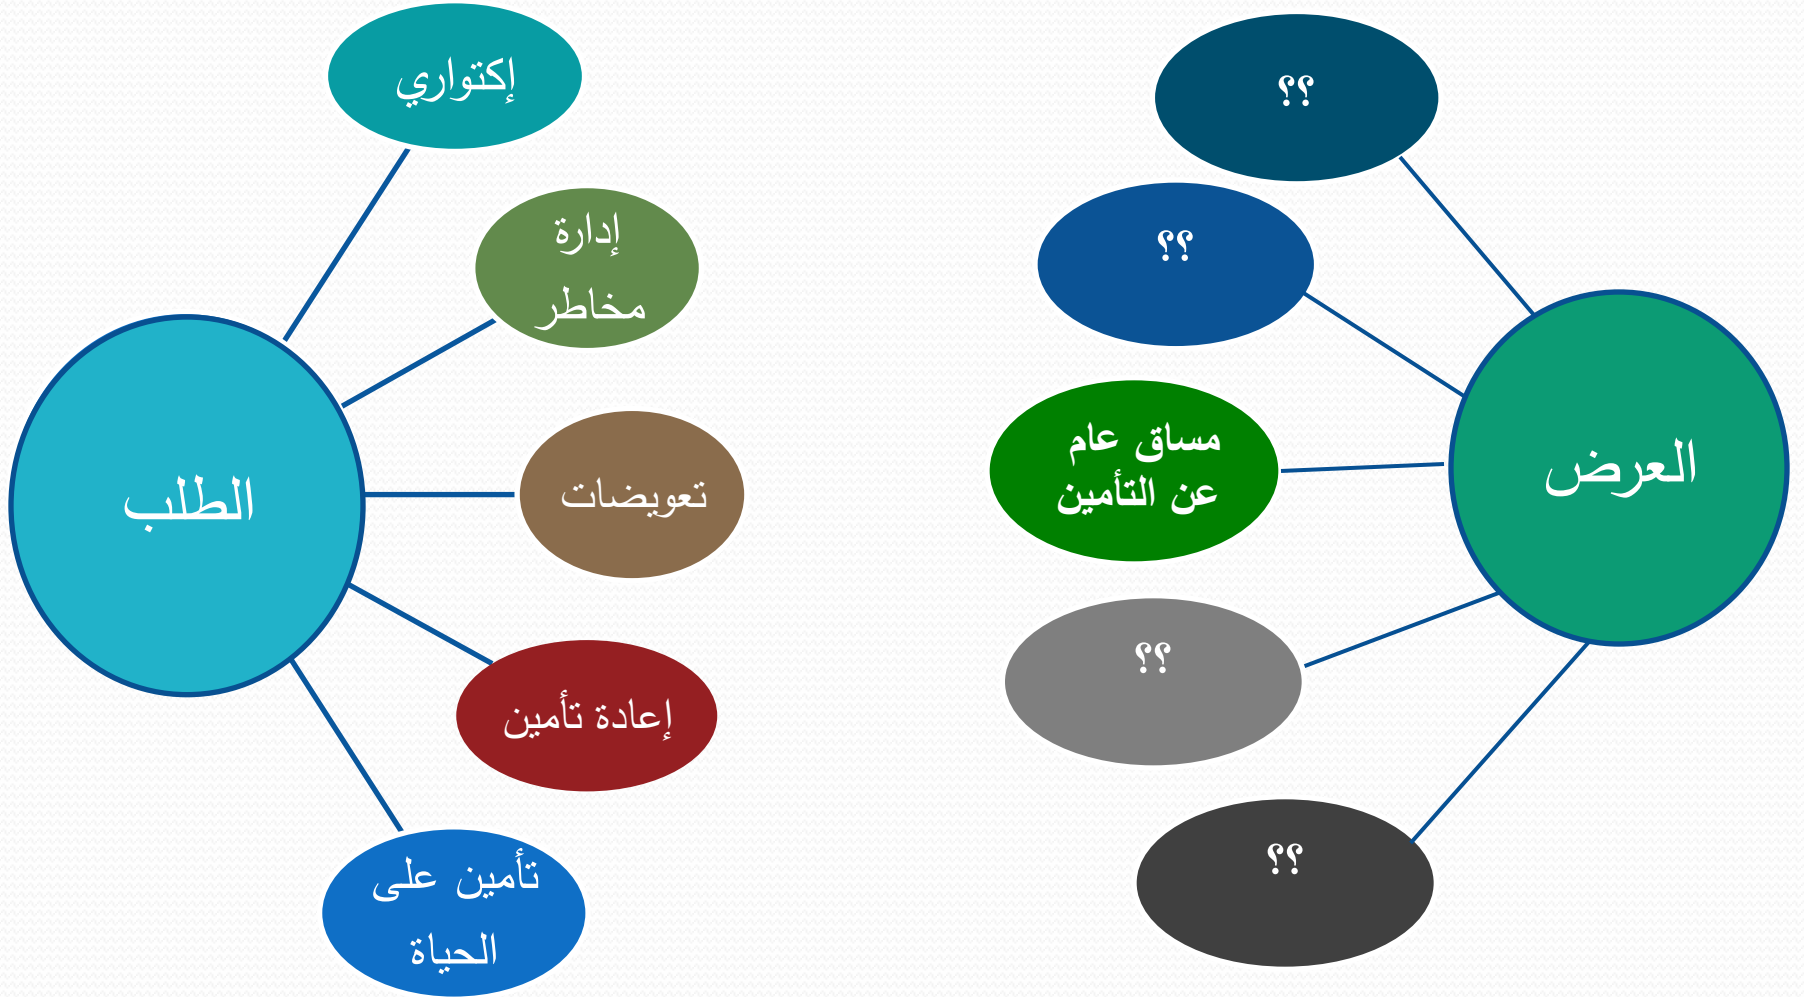 العرض
؟؟
؟؟
مساق عام
عن التأمين
؟؟
؟؟
الطلب
إكتواري
إدارة
مخاطر
تعويضات
إعادة تأمين
تأمين على
الحياة